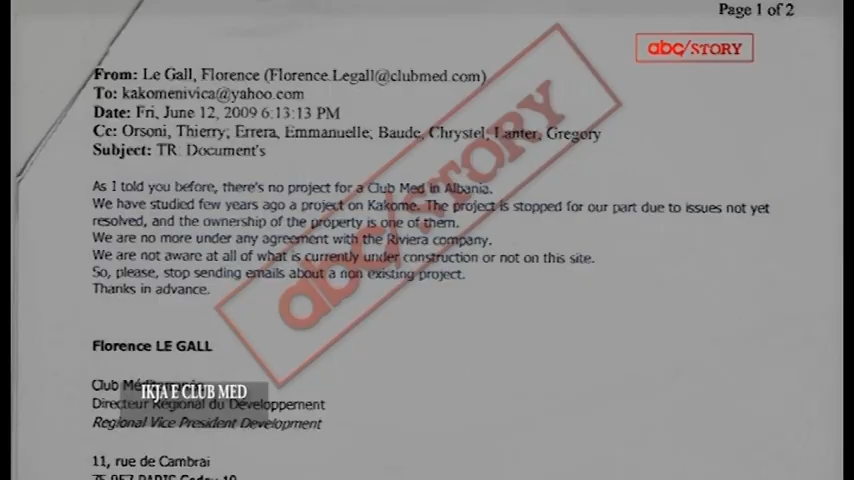 Page 1 of 2
abc/STORY
From: Le Gall, Florence (Florence.Legall@clubmed.com)
To: kakomenivica@yahoo.com
Date: Fri, June 12, 2009 6:13:13 PM
Cc: Orsoni, Thierry; Errera, Emmanuelle; Baude, Chrystel; Lanter, Gregory
Subject: TR: Document's
As I told you before, there's no project for a Club Med in Albania.
We have studied few years ago a project on Kakome. The project is stopped for our part due to issues not yet
resolved, and the ownership of the property is one of them.
We are no more under any agreement with the Riviera company.
We are not aware at all of what is currently under construction or not on this site.
So, please, stop sending emails about a non existing project.
Thanks in advance.
abc/STORY
Florence LE GALL
Club Méditerranée
IKJA E CLUB MED
Directeur Régional du Développement
Regional Vice President Development
11, rue de Cambrai
PARIS